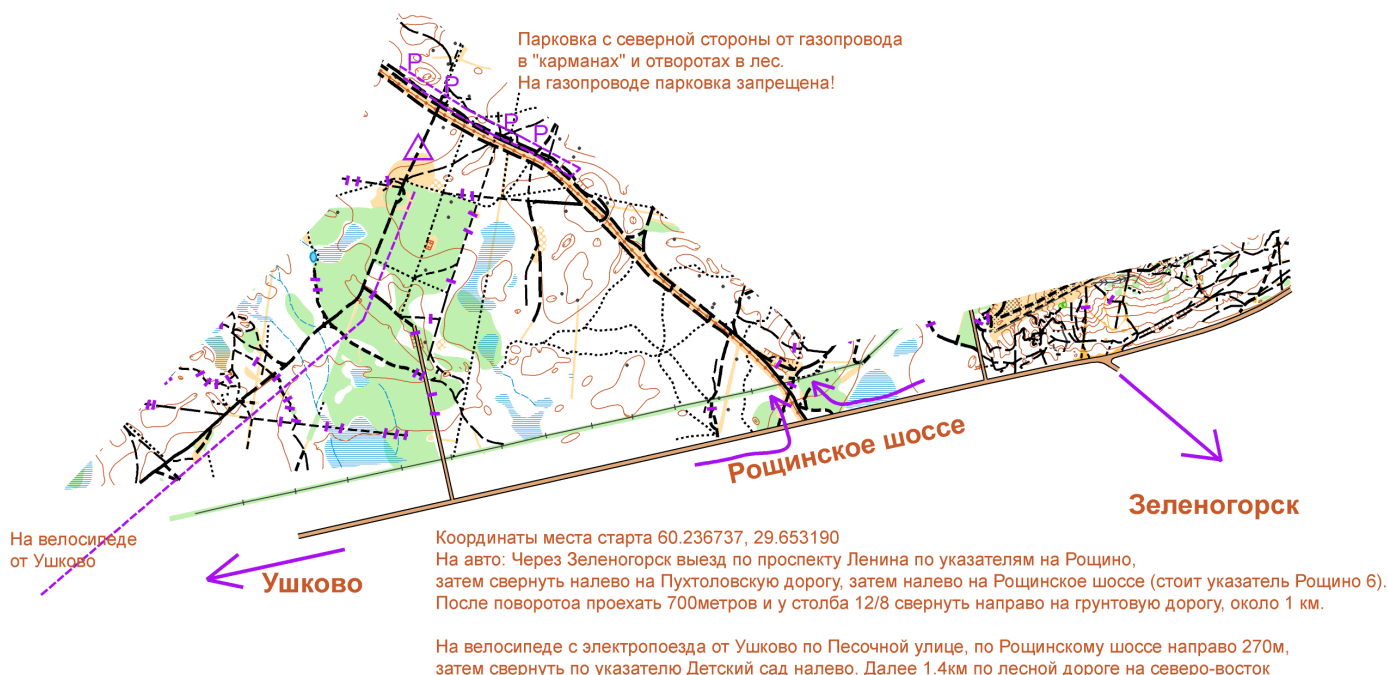 Парковка с северной стороны от газопровода
в "карманах" и отворотах в лес.
На газопроводе парковка запрещена!
P
P
P
P
Рощинское шоссе
Зеленогорск
На велосипеде
от Ушково
Ушково
Координаты места старта 60.236737, 29.653190
На авто: Через Зеленогорск выезд по проспекту Ленина по указателям на Рощино,
затем свернуть налево на Пухтоловскую дорогу, затем налево на Рощинское шоссе (стоит указатель Рощино 6).
После поворотоа проехать 700метров и у столба 12/8 свернуть направо на грунтовую дорогу, около 1 км.
На велосипеде с электропоезда от Ушково по Песочной улице, по Рощинскому шоссе направо 270м,
затем свернуть по указателю Детский сад налево. Далее 1.4км по лесной дороге на северо-восток